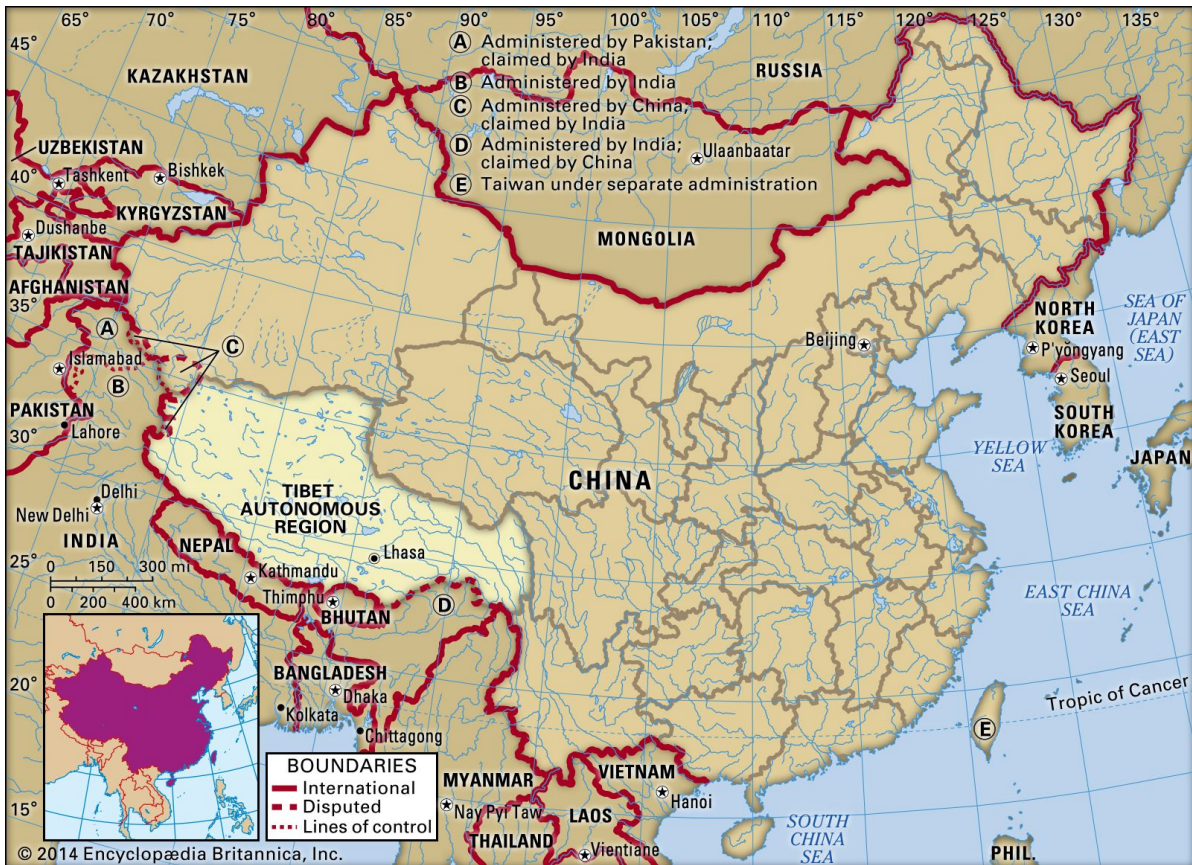 65° 70° 75° 80° 85° 90° 95° 100° 105° 110° 115° 120° 125° 130° 135°
45°
A Administered by Pakistan;
claimed by India
B Administered by India
C Administered by China;
claimed by India
D Administered by India;
claimed by China
E Taiwan under separate administration
KAZAKHSTAN
RUSSIA
UZBEKISTAN
Tashkent
Bishkek
Ulaanbaatar
40°
KYRGYZSTAN
Dushanbe
TAJIKISTAN
MONGOLIA
AFGHANISTAN
35°
A
C
Islamabad
B
PAKISTAN
Lahore
30°
Beijing
NORTH
KOREA
P'yŏngyang
Seoul
SOUTH
KOREA
SEA OF
JAPAN
(EAST
SEA)
YELLOW
SEA
JAPAN
CHINA
TIBET
AUTONOMOUS
REGION
Lhasa
Delhi
New Delhi
INDIA
NEPAL
25°
0 150 300 mi
0 200 400 km
Kathmandu
Thimphu
BHUTAN
D
EAST CHINA
SEA
BANGLADESH
Dhaka
20°
Kolkata
Chittagong
Tropic of Cancer
E
BOUNDARIES
International
Disputed
Lines of control
MYANMAR
Nay Pyi Taw
VIETNAM
Hanoi
LAOS
15°
THAILAND
Vientiane
SOUTH
CHINA
SEA
PHIL.
© 2014 Encyclopædia Britannica, Inc.